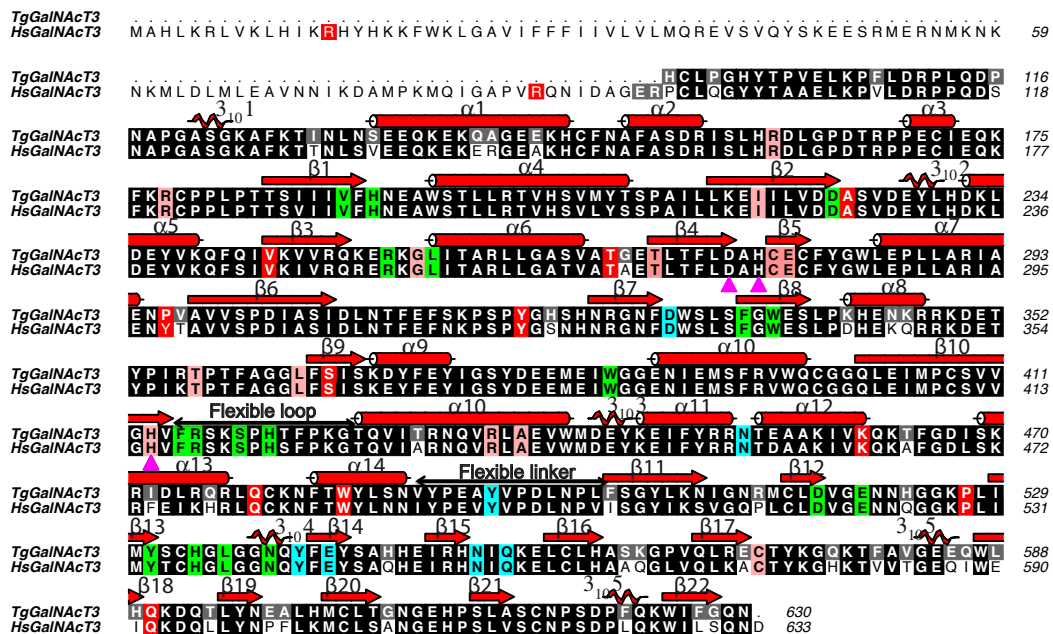 TgGalNAcT3 ...........................................................
HsGalNAcT3 MAHLKRLVKLHIKRHYHKKFWKLGAVIFFFIIVLVLMQREVSVQYSKEESRMERNMKNK 59
TgGalNAcT3 ....................................HCLPGHYTPVELKPFLDRPLQDP 116
HsGalNAcT3 NKMLDLMLEAVNNIKDAMPKMQIGAPVRQNIDAGERPCLQGYYTAAELKPVLDRPPQDS 118
3₁₀1 α1 α2 α3
TgGalNAcT3 NAPGASGKAFKTINLNSEEQKEKQAGEEKHCFNAFASDRISLHRDLGPDTRPPECIEQK 175
HsGalNAcT3 NAPGASGKAFKTTNLSVEEQKEKERGEAKHCFNAFASDRISLHRDLGPDTRPPECIEQK 177
β1 α4 β2 3₁₀2
TgGalNAcT3 FKRCPPLPTTSIIIVFHNEAWSTLLRTVHSVMYTSPAILLKEIILVDDASVDEYLHDKL 234
HsGalNAcT3 FKRCPPLPTTSVIIVFHNEAWSTLLRTVHSVLYSSPAILLKEIILVDDASVDEYLHDKL 236
α5 β3 α6 β4 β5 α7
TgGalNAcT3 DEYVKQFQIVKVVRQKERKGLITARLLGASVATGETLTFLDAHCECFYGWLEPLLARIA 293
HsGalNAcT3 DEYVKQFSIVKIVRQRERKGLITARLLGATVATAETLTFLDAHCECFYGWLEPLLARIA 295
β6 β7 β8 α8
TgGalNAcT3 ENPVAVVSPDIASIDLNTFEFSKPSPYGHSHNRGNFDWSLSFGWESLPKHENKRRKDET 352
HsGalNAcT3 ENYTAVVSPDIASIDLNTFEFNKPSPYGSNHNRGNFDWSLSFGWESLPDHEKQRRKDET 354
β9 α9 α10 β10
TgGalNAcT3 YPIRTPTFAGGLFSISKDYFEYIGSYDEEMEIWGGENIEMSFRVWQCGGQLEIMPCSVV 411
HsGalNAcT3 YPIKTPTFAGGLFSISKEYFEYIGSYDEEMEIWGGENIEMSFRVWQCGGQLEIMPCSVV 413
Flexible loop α10 3₁₀3 α11 α12
TgGalNAcT3 GHVFRSKSPHTFPKGTQVITRNQVRLAEVWMDEYKEIFYRRNTEAAKIVKQKTFGDISK 470
HsGalNAcT3 GHVFRSKSPHSFPKGTQVIARNQVRLAEVWMDEYKEIFYRRNTDAAKIVKQKAFGDLSK 472
α13 α14 Flexible linker β11 β12
TgGalNAcT3 RIDLRQRLQCKNFTWYLSNVYPEAYVPDLNPLFSGYLKNIGNRMCLDVGENNHGGKPLI 529
HsGalNAcT3 RFEIKHRLQCKNFTWYLNNIYPEVYVPDLNPVISGYIKSVGQPLCLDVGENNQGGKPLI 531
β13 3₁₀4 β14 β15 β16 β17 3₁₀5
TgGalNAcT3 MYSCHGLGGNQYFEYSAHHEIRHNIQKELCLHASKGPVQLRECTYKGQKTFAVGEEQWL 588
HsGalNAcT3 MYTCHGLGGNQYFEYSAQHEIRHNIQKELCLHAAQGLVQLKACTYKGHKTVVTGEQIWE 590
β18 β19 β20 β21 3₁₀5 β22
TgGalNAcT3 HQKDQTLYNEALHMCLTGNGEHPSLVSCNPSDPFQKWIFGQN. 630
HsGalNAcT3 IQKDQLLYNPFLKMCLSANGEHPSLVSCNPSDPLQKWILSQND 633